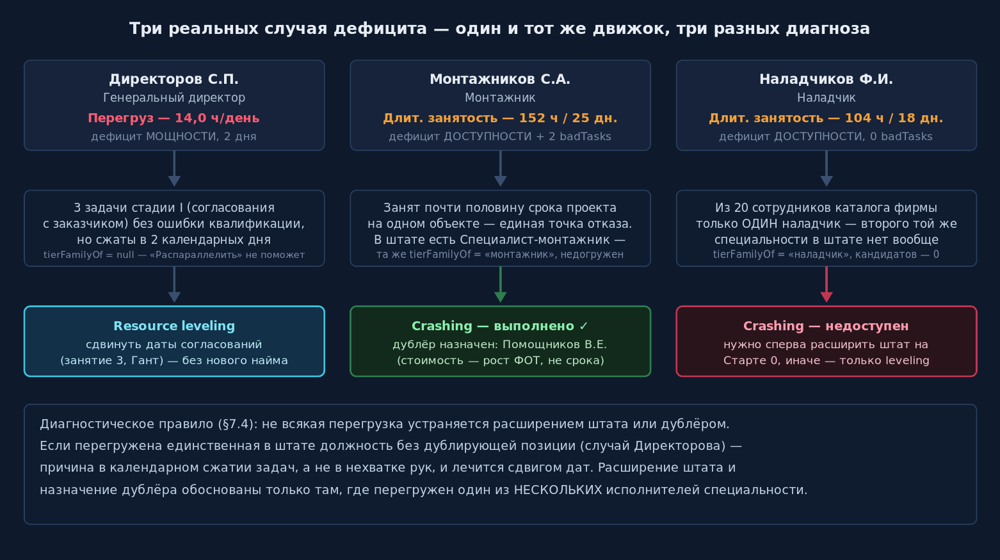 Три реальных случая дефицита — один и тот же движок, три разных диагноза
Директоров С.П.
Генеральный директор
Перегруз — 14,0 ч/день
дефицит МОЩНОСТИ, 2 дня
3 задачи стадии I (согласования
с заказчиком) без ошибки квалификации,
но сжаты в 2 календарных дня
tierFamilyOf = null — «Распараллелить» не поможет
Resource leveling
сдвинуть даты согласований
(занятие 3, Гант) — без нового найма
Монтажников С.А.
Монтажник
Длит. занятость — 152 ч / 25 дн.
дефицит ДОСТУПНОСТИ + 2 badTasks
Занят почти половину срока проекта
на одном объекте — единая точка отказа.
В штате есть Специалист-монтажник —
та же tierFamilyOf = «монтажник», недогружен
Crashing — выполнено ✓
дублёр назначен: Помощников В.Е.
(стоимость — рост ФОТ, не срока)
Наладчиков Ф.И.
Наладчик
Длит. занятость — 104 ч / 18 дн.
дефицит ДОСТУПНОСТИ, 0 badTasks
Из 20 сотрудников каталога фирмы
только ОДИН наладчик — второго той же
специальности в штате нет вообще
tierFamilyOf = «наладчик», кандидатов — 0
Crashing — недоступен
нужно сперва расширить штат на
Старте 0, иначе — только leveling
Диагностическое правило (§7.4): не всякая перегрузка устраняется расширением штата или дублёром.
Если перегружена единственная в штате должность без дублирующей позиции (случай Директорова) —
причина в календарном сжатии задач, а не в нехватке рук, и лечится сдвигом дат. Расширение штата и
назначение дублёра обоснованы только там, где перегружен один из НЕСКОЛЬКИХ исполнителей специальности.